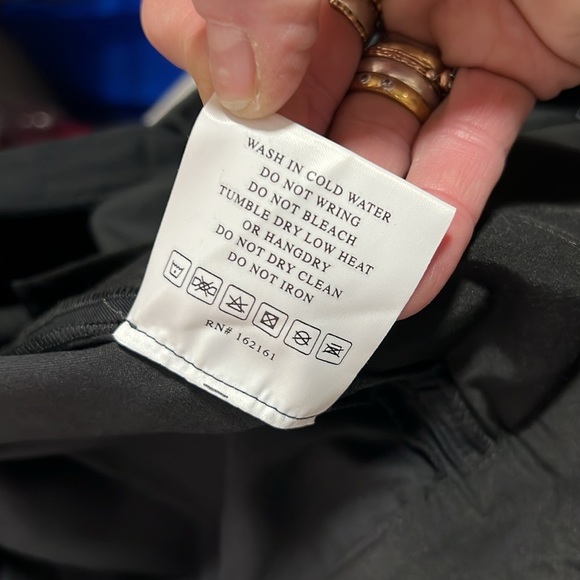 WASH IN COLD WATER
DO NOT WRING
DO NOT BLEACH
TUMBLE DRY LOW HEAT
OR HANGDRY
DO NOT DRY CLEAN
DO NOT IRON
RN# 162161